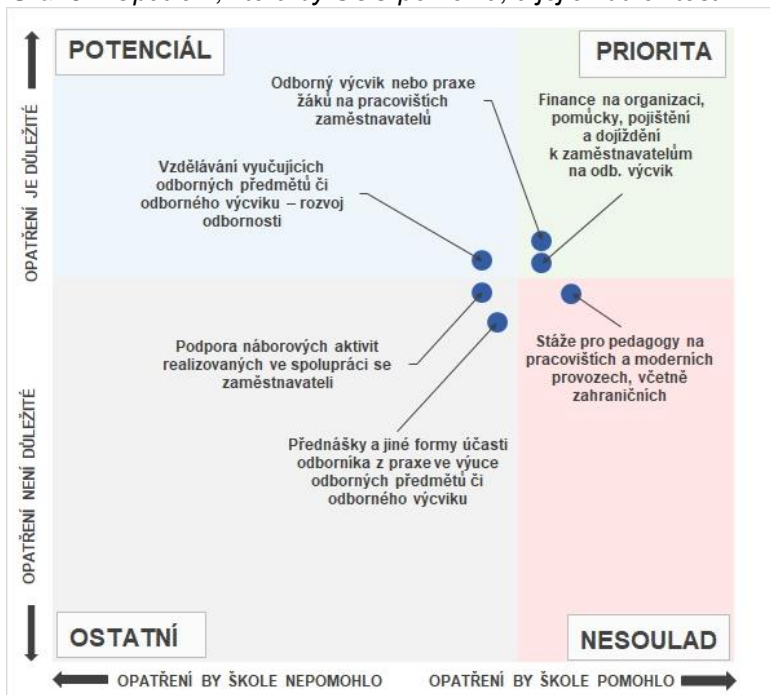 POTENCIÁL
PRIORITA
Odborný výcvik nebo praxe
žáků na pracovištích
zaměstnavatelů
Finance na organizaci,
pomůcky, pojištění
a dojíždění
k zaměstnavatelům
na odb. výcvik
Vzdělávání vyučujících
odborných předmětů či
odborného výcviku – rozvoj
odbornosti
OPATŘENÍ JE DŮLEŽITÉ
Podpora náborových aktivit
realizovaných ve spolupráci se
zaměstnavateli
Stáže pro pedagogy na
pracovištích a moderních
provozech, včetně
zahraničních
Přednášky a jiné formy účasti
odborníka z praxe ve výuce
odborných předmětů či
odborného výcviku
OPATŘENÍ NENÍ DŮLEŽITÉ
OSTATNÍ
NESOULAD
OPATŘENÍ BY ŠKOLE NEPOMOHLO
OPATŘENÍ BY ŠKOLE POMOHLO